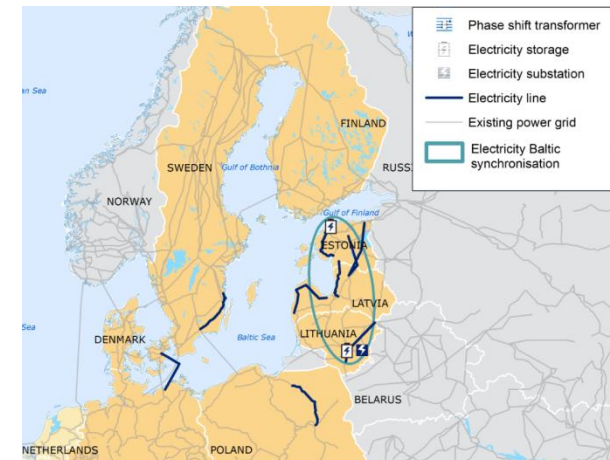 Phase shift transformer
Electricity storage
Electricity substation
Electricity line
Existing power grid
Electricity Baltic
synchronisation
an Sea
FINLAND
SWEDEN
Gulf of Bothnia
RUSSI
NORWAY
Gulf of Finland
ESTONIA
LATVIA
Sea
DENMARK
Baltic Sea
LITHUANIA
BELARUS
NETHERLANDS
POLAND